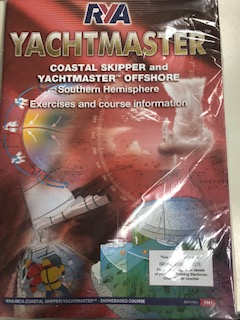 RYA
YACHTMASTER
COASTAL SKIPPER and
YACHTMASTER™ OFFSHORE
Southern Hemisphere
Exercises and course information
RYA/MCA COASTAL SKIPPER/YACHTMASTER™ - SHOREBASED COURSE